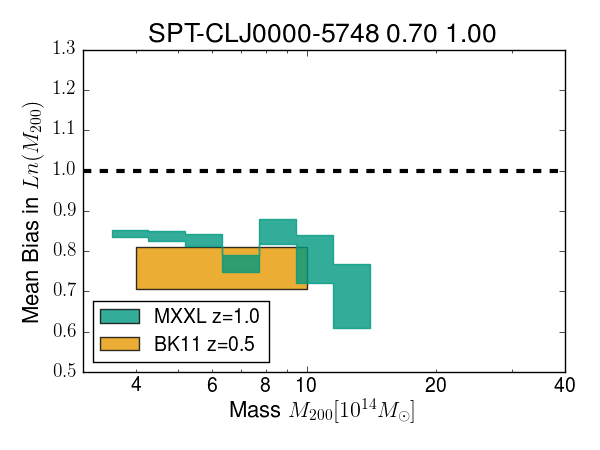 SPT-CLJ0000-5748 0.70 1.00
1.3
1.2
1.1
1.0
0.9
0.8
0.7
0.6
0.5
Mean Bias in Ln(M₂₀₀)
MXXL z=1.0
BK11 z=0.5
4 6 8 10 20 40
Mass M₂₀₀[10¹⁴M☉]